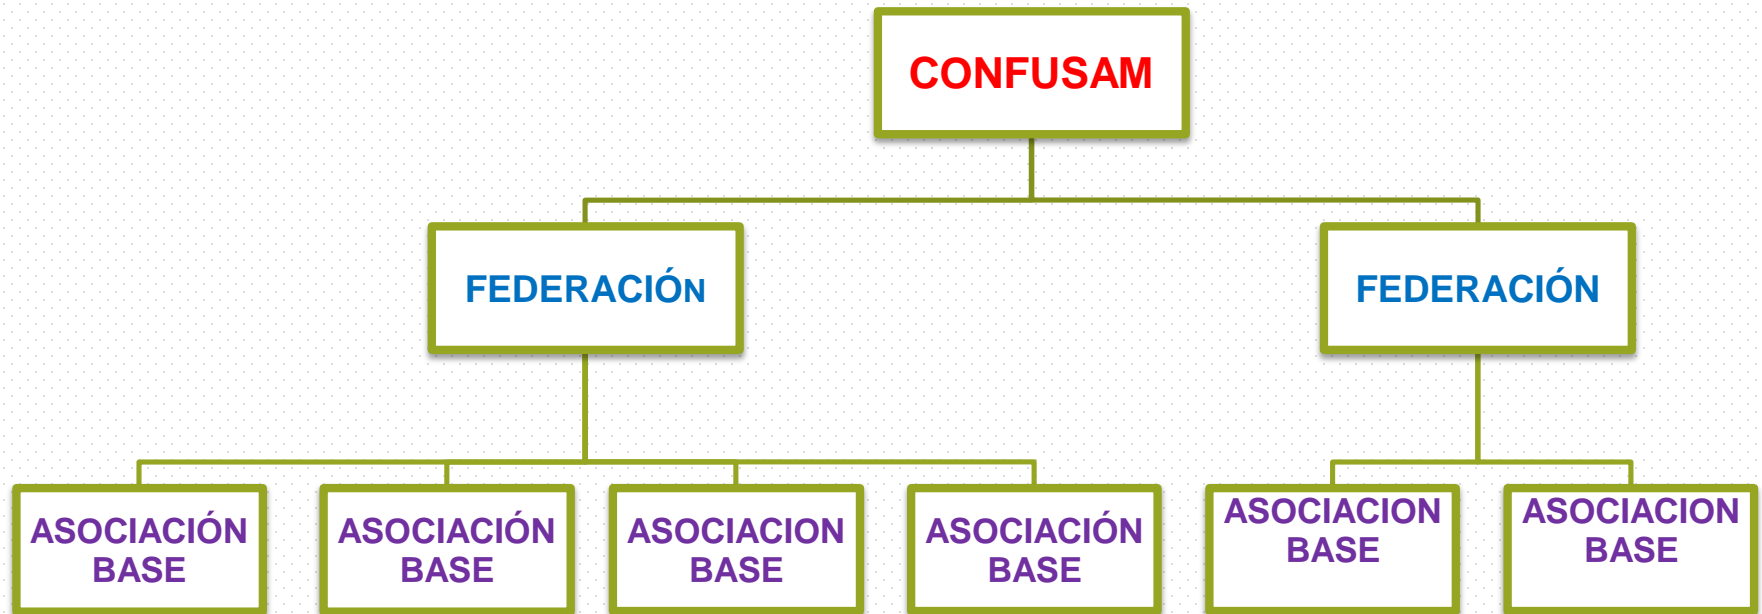 CONFUSAM
FEDERACIÓN
FEDERACIÓN
ASOCIACIÓN
BASE
ASOCIACIÓN
BASE
ASOCIACION
BASE
ASOCIACIÓN
BASE
ASOCIACION
BASE
ASOCIACION
BASE